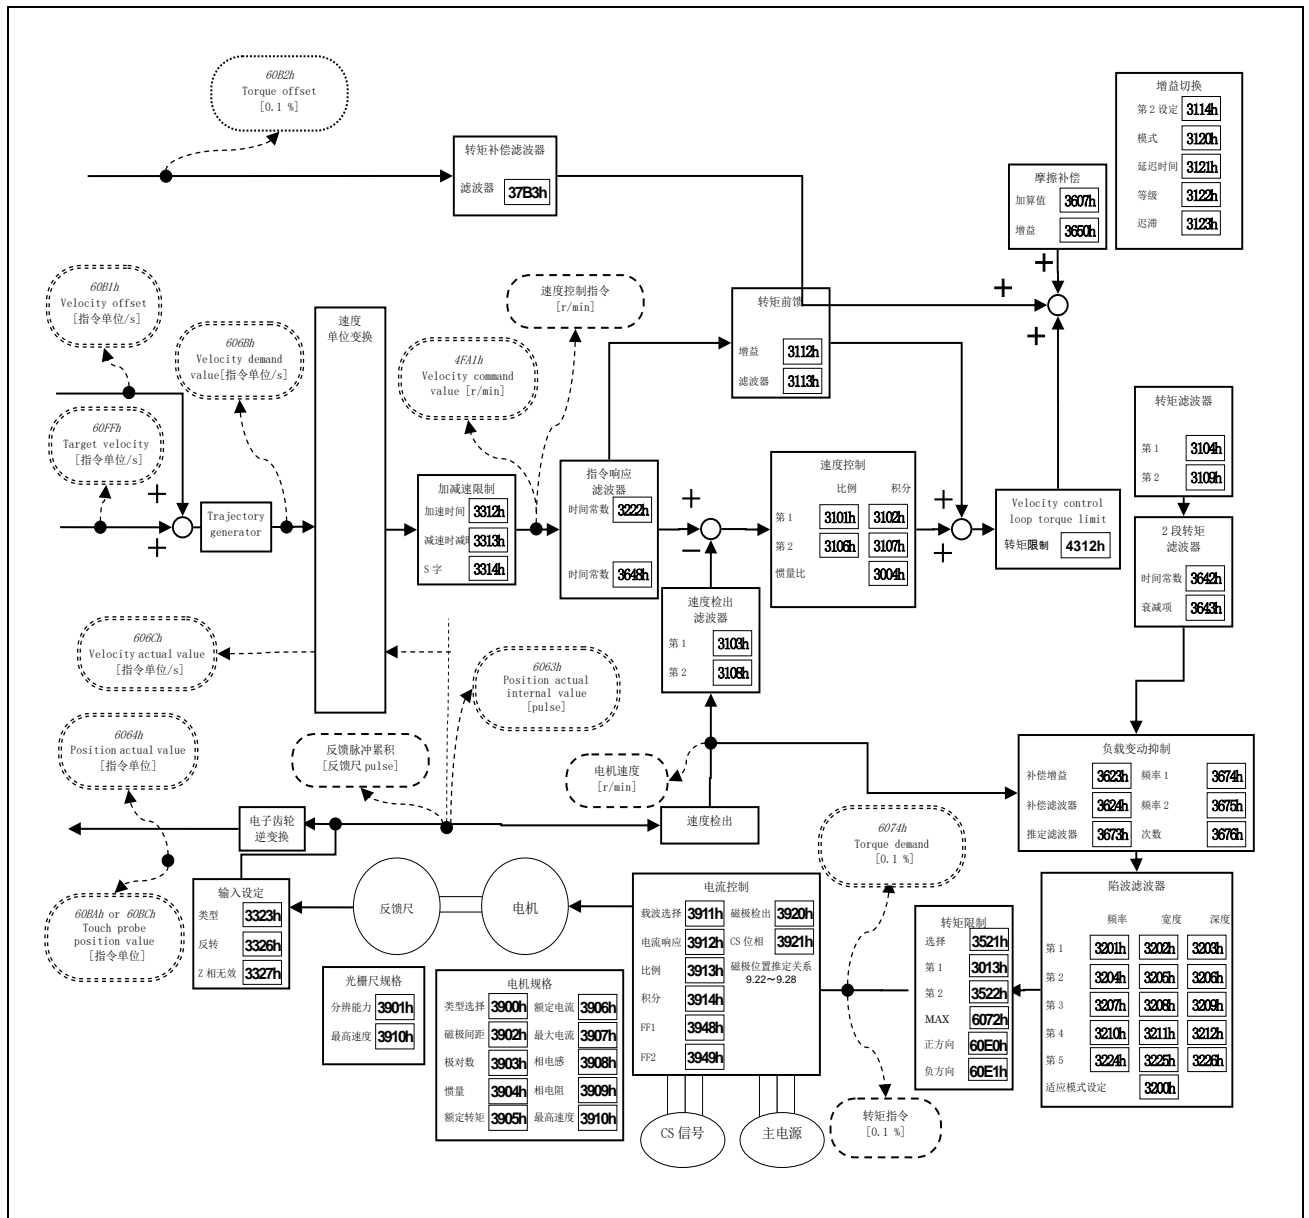 60B2h
Torque offset
[0.1 %]
转矩补偿滤波器
滤波器 37B3h
摩擦补偿
加算值 3607h
增益 3650h
增益切换
第2设定 3114h
模式 3120h
延迟时间 3121h
等级 3122h
迟滞 3123h
60B1h
Velocity offset
[指令单位/s]
606Bh
Velocity demand
value[指令单位/s]
60FFh
Target velocity
[指令单位/s]
+
+
Trajectory
generator
速度
单位变换
速度控制指令
[r/min]
4FA1h
Velocity command
value [r/min]
加减速限制
加速时间 3312h
减速时减时 3313h
S 字 3314h
指令响应
滤波器
时间常数 3222h
时间常数 3648h
转矩前馈
增益 3112h
滤波器 3113h
+
−
速度控制
比例 积分
第1 3101h 3102h
第2 3106h 3107h
惯量比 3004h
+
+
+
+
+
Velocity control
loop torque limit
转矩限制 4312h
转矩滤波器
第1 3104h
第2 3109h
2段转矩
滤波器
时间常数 3642h
衰减项 3643h
速度检出
滤波器
第1 3103h
第2 3108h
606Ch
Velocity actual value
[指令单位/s]
6063h
Position actual
internal value
[pulse]
6064h
Position actual value
[指令单位]
反馈脉冲累积
[反馈尺 pulse]
电机速度
[r/min]
速度检出
电子齿轮
逆变换
负载变动抑制
补偿增益 3623h 频率1 3674h
补偿滤波器 3624h 频率2 3675h
推定滤波器 3673h 次数 3676h
6074h
Torque demand
[0.1 %]
60BAh or 60BCh
Touch probe
position value
[指令单位]
输入设定
类型 3323h
反转 3326h
Z相无效 3327h
反馈尺
电机
电流控制
载波选择 3911h 磁极检出 3920h
电流响应 3912h CS位相 3921h
比例 3913h 磁极位置推定关系
9.22～9.28
积分 3914h
FF1 3948h
FF2 3949h
转矩限制
选择 3521h
第1 3013h
第2 3522h
MAX 6072h
正方向 60E0h
负方向 60E1h
陷波滤波器
频率 宽度 深度
第1 3201h 3202h 3203h
第2 3204h 3205h 3206h
第3 3207h 3208h 3209h
第4 3210h 3211h 3212h
第5 3224h 3225h 3226h
适应模式设定 3200h
光栅尺规格
分辨能力 3901h
最高速度 3910h
电机规格
类型选择 3900h 额定电流 3906h
磁极间距 3902h 最大电流 3907h
极对数 3903h 相电感 3908h
惯量 3904h 相电阻 3909h
额定转矩 3905h 最高速度 3910h
CS 信号
主电源
转矩指令
[0.1 %]